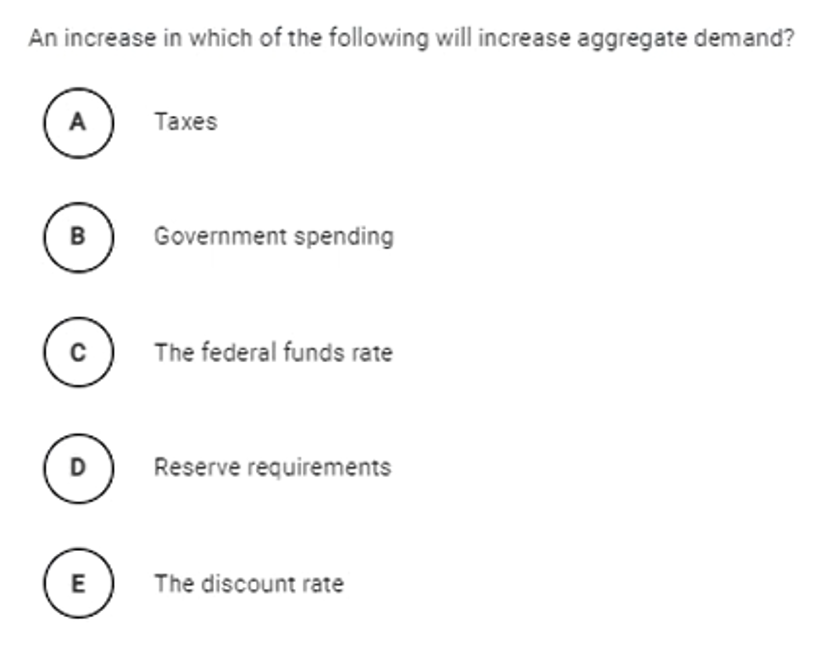 An increase in which of the following will increase aggregate demand?
A Taxes
B Government spending
C The federal funds rate
D Reserve requirements
E The discount rate